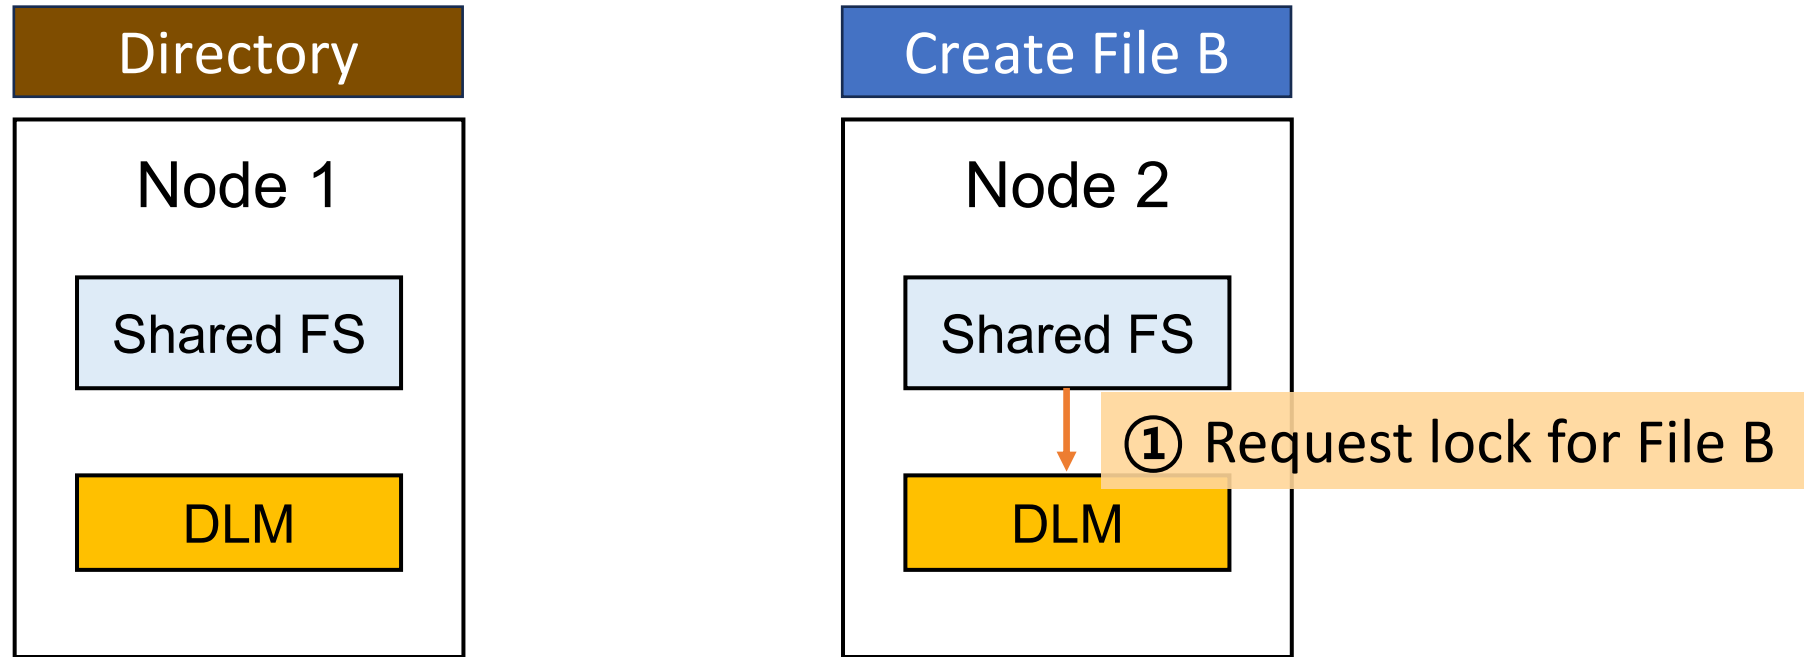 Directory
Create File B
Node 1
Node 2
Shared FS
Shared FS
① Request lock for File B
DLM
DLM